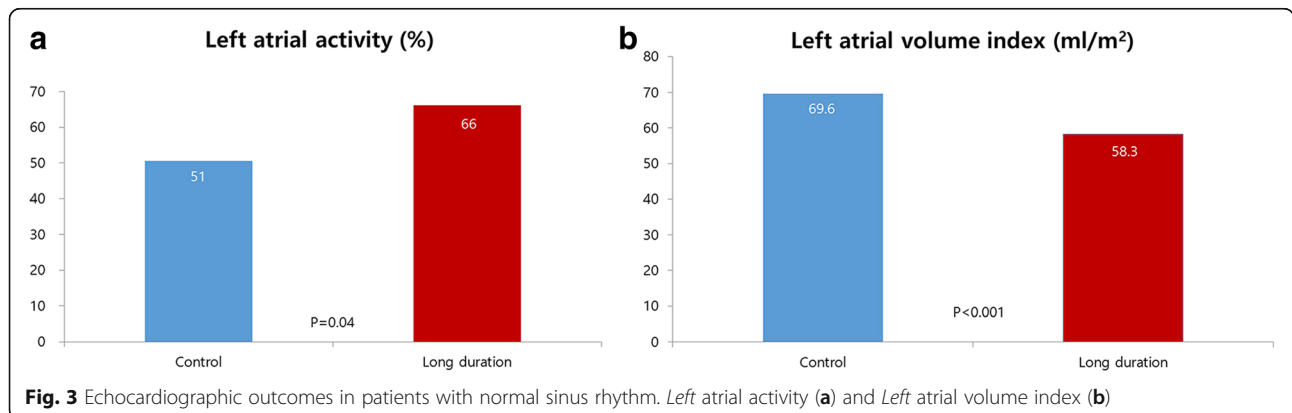 a
Left atrial activity (%)
70
60
50
40
30
20
10
0
51
66
P=0.04
Control
Long duration
b
Left atrial volume index (ml/m²)
80
70
60
50
40
30
20
10
0
69.6
58.3
P<0.001
Control
Long duration
Fig. 3 Echocardiographic outcomes in patients with normal sinus rhythm. Left atrial activity (a) and Left atrial volume index (b)